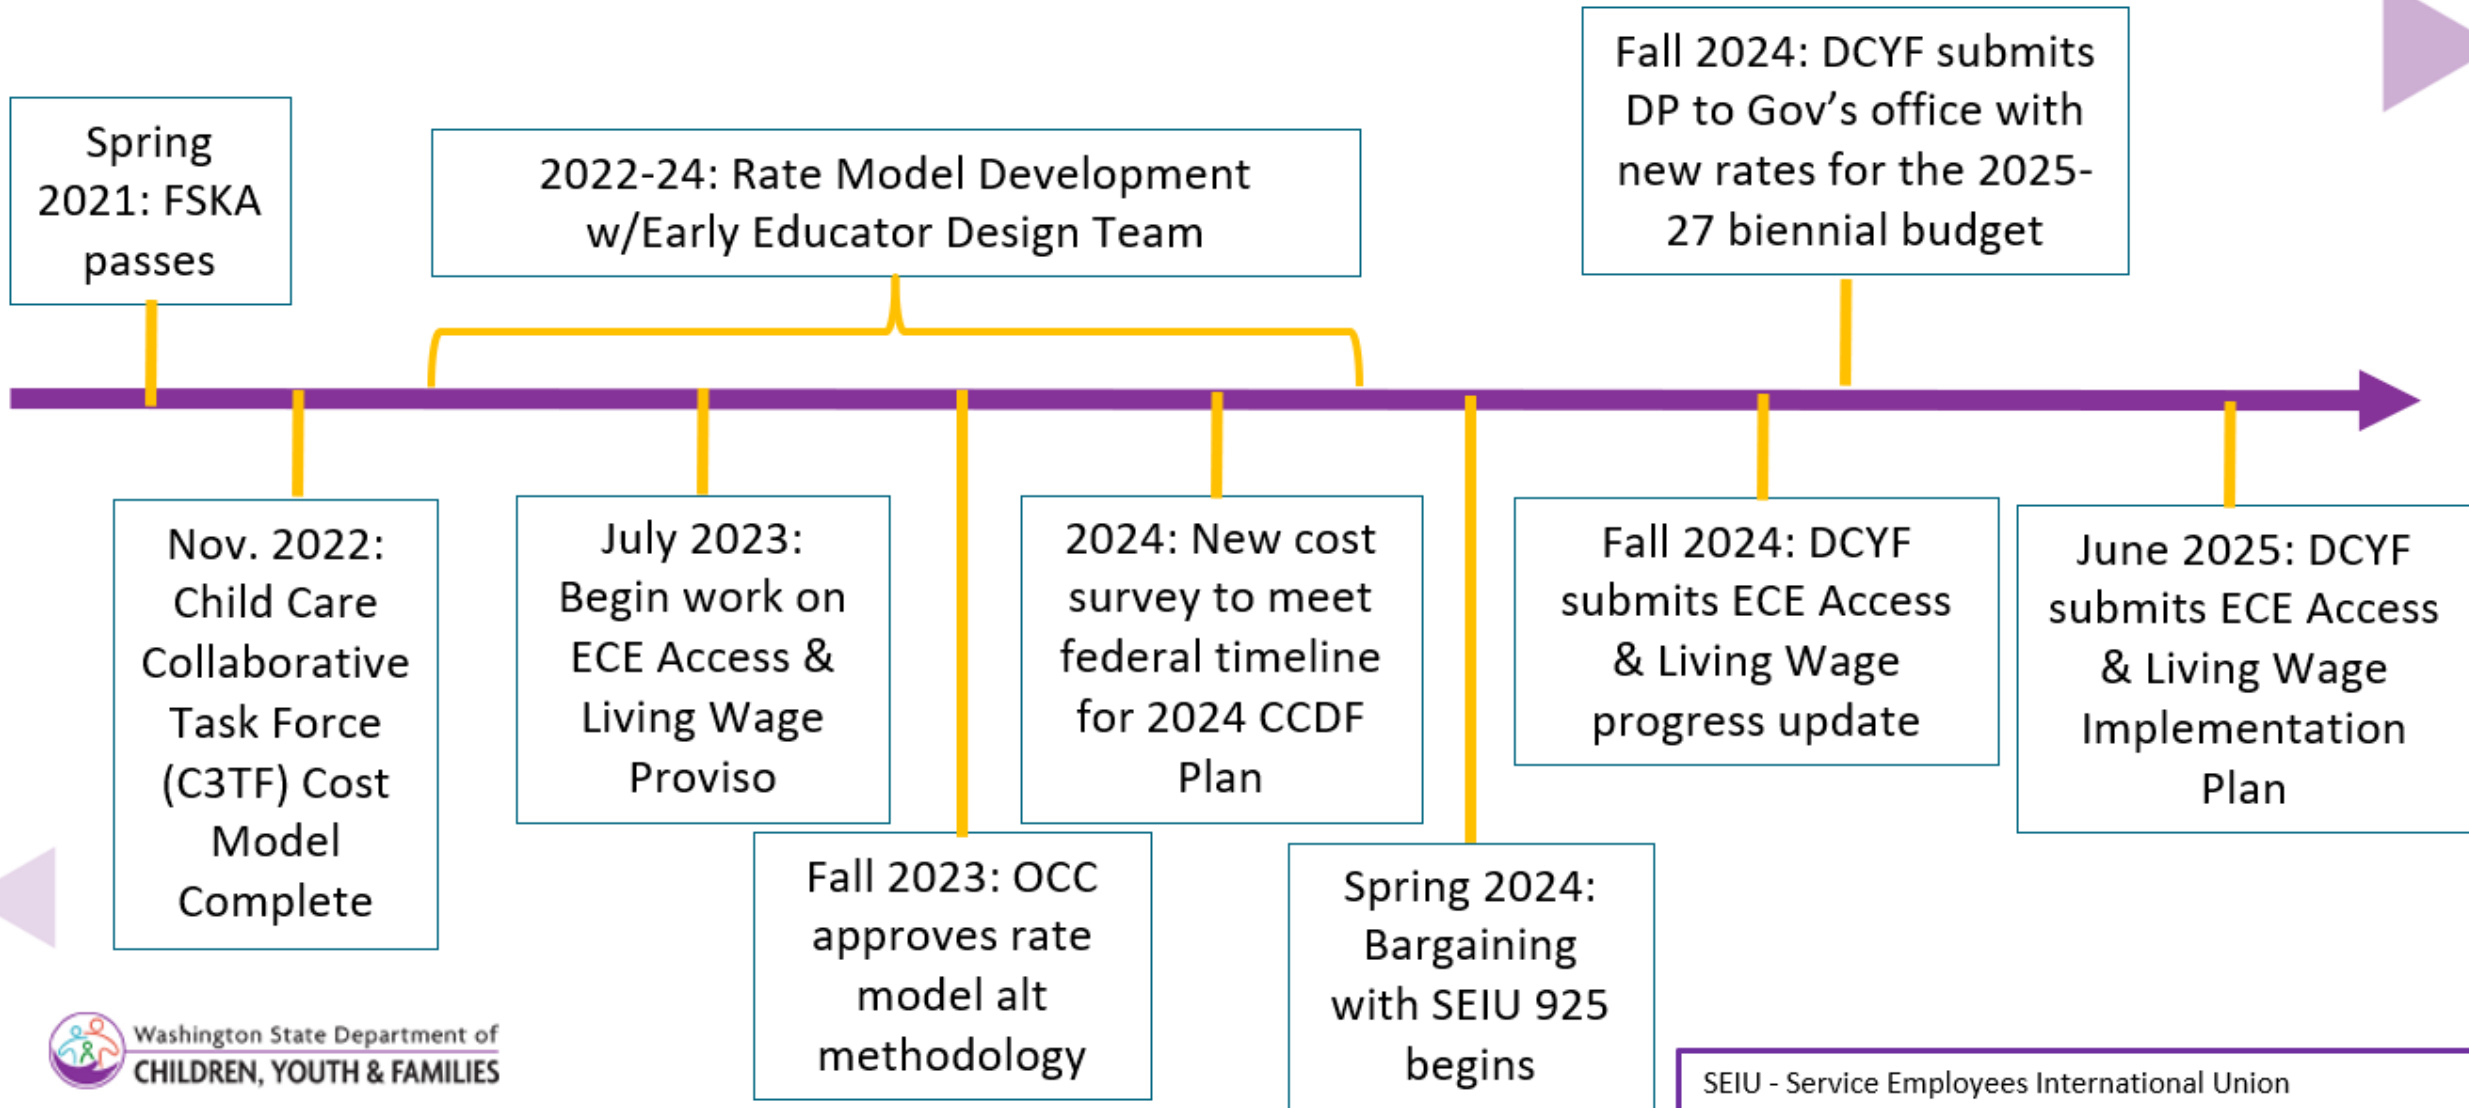 Spring
2021: FSKA
passes
2022-24: Rate Model Development
w/Early Educator Design Team
Fall 2024: DCYF submits
DP to Gov’s office with
new rates for the 2025-
27 biennial budget
Nov. 2022:
Child Care
Collaborative
Task Force
(C3TF) Cost
Model
Complete
July 2023:
Begin work on
ECE Access &
Living Wage
Proviso
Fall 2023: OCC
approves rate
model alt
methodology
2024: New cost
survey to meet
federal timeline
for 2024 CCDF
Plan
Spring 2024:
Bargaining
with SEIU 925
begins
Fall 2024: DCYF
submits ECE Access
& Living Wage
progress update
June 2025: DCYF
submits ECE Access
& Living Wage
Implementation
Plan
Washington State Department of
CHILDREN, YOUTH & FAMILIES
SEIU - Service Employees International Union